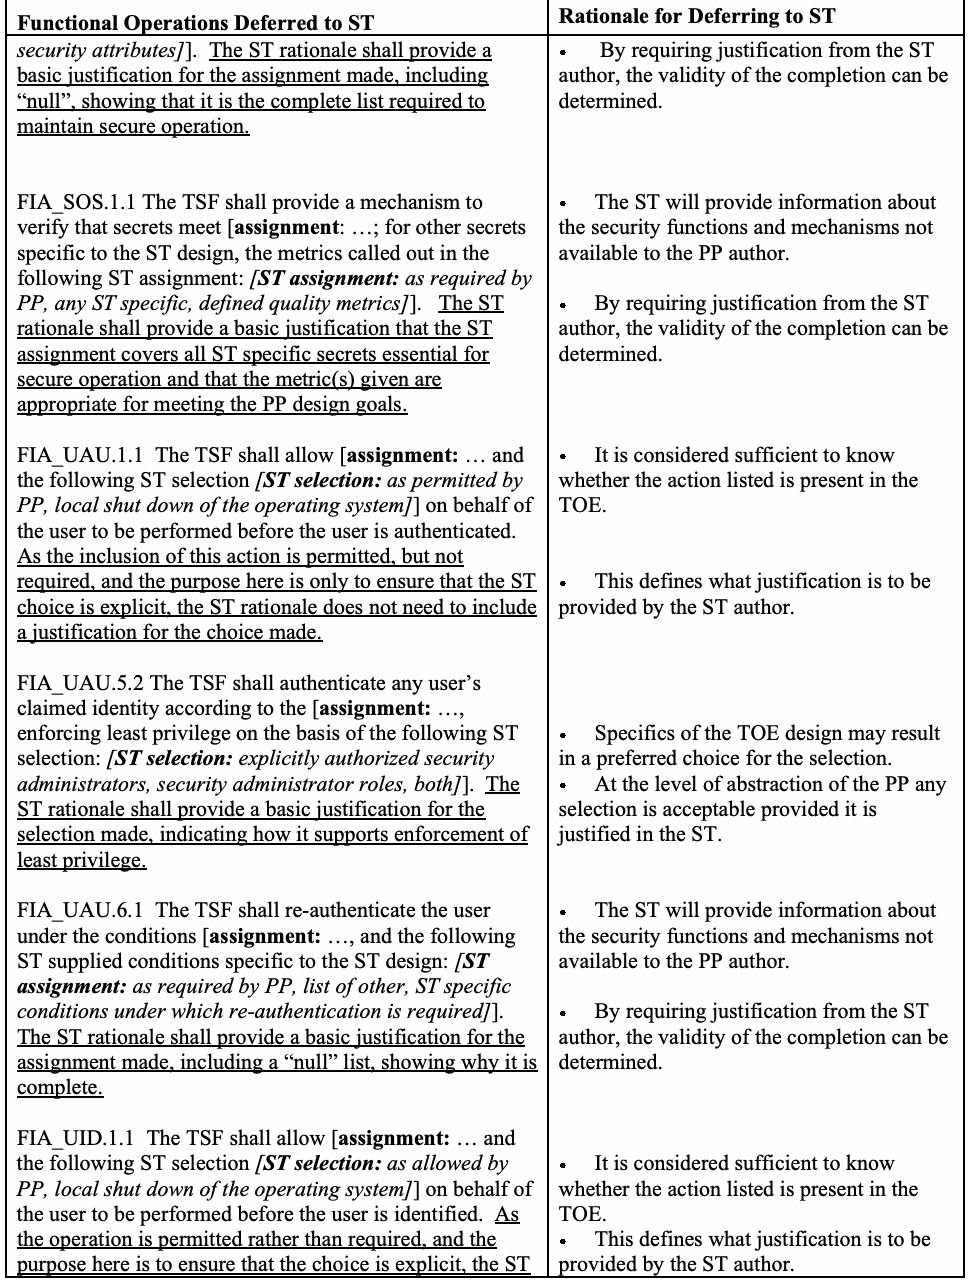 Functional Operations Deferred to ST
Rationale for Deferring to ST
security attributes]]. The ST rationale shall provide a
basic justification for the assignment made, including
“null”, showing that it is the complete list required to
maintain secure operation.
• By requiring justification from the ST
author, the validity of the completion can be
determined.
FIA_SOS.1.1 The TSF shall provide a mechanism to
verify that secrets meet [assignment: …; for other secrets
specific to the ST design, the metrics called out in the
following ST assignment: [ST assignment: as required by
PP, any ST specific, defined quality metrics]]. The ST
rationale shall provide a basic justification that the ST
assignment covers all ST specific secrets essential for
secure operation and that the metric(s) given are
appropriate for meeting the PP design goals.
• The ST will provide information about
the security functions and mechanisms not
available to the PP author.
• By requiring justification from the ST
author, the validity of the completion can be
determined.
FIA_UAU.1.1 The TSF shall allow [assignment: … and
the following ST selection [ST selection: as permitted by
PP, local shut down of the operating system]] on behalf of
the user to be performed before the user is authenticated.
As the inclusion of this action is permitted, but not
required, and the purpose here is only to ensure that the ST
choice is explicit, the ST rationale does not need to include
a justification for the choice made.
• It is considered sufficient to know
whether the action listed is present in the
TOE.
• This defines what justification is to be
provided by the ST author.
FIA_UAU.5.2 The TSF shall authenticate any user’s
claimed identity according to the [assignment: …,
enforcing least privilege on the basis of the following ST
selection: [ST selection: explicitly authorized security
administrators, security administrator roles, both]]. The
ST rationale shall provide a basic justification for the
selection made, indicating how it supports enforcement of
least privilege.
• Specifics of the TOE design may result
in a preferred choice for the selection.
• At the level of abstraction of the PP any
selection is acceptable provided it is
justified in the ST.
FIA_UAU.6.1 The TSF shall re-authenticate the user
under the conditions [assignment: …, and the following
ST supplied conditions specific to the ST design: [ST
assignment: as required by PP, list of other, ST specific
conditions under which re-authentication is required]].
The ST rationale shall provide a basic justification for the
assignment made, including a “null” list, showing why it is
complete.
• The ST will provide information about
the security functions and mechanisms not
available to the PP author.
• By requiring justification from the ST
author, the validity of the completion can be
determined.
FIA_UID.1.1 The TSF shall allow [assignment: … and
the following ST selection [ST selection: as allowed by
PP, local shut down of the operating system]] on behalf of
the user to be performed before the user is identified. As
the operation is permitted rather than required, and the
purpose here is to ensure that the choice is explicit, the ST
• It is considered sufficient to know
whether the action listed is present in the
TOE.
• This defines what justification is to be
provided by the ST author.